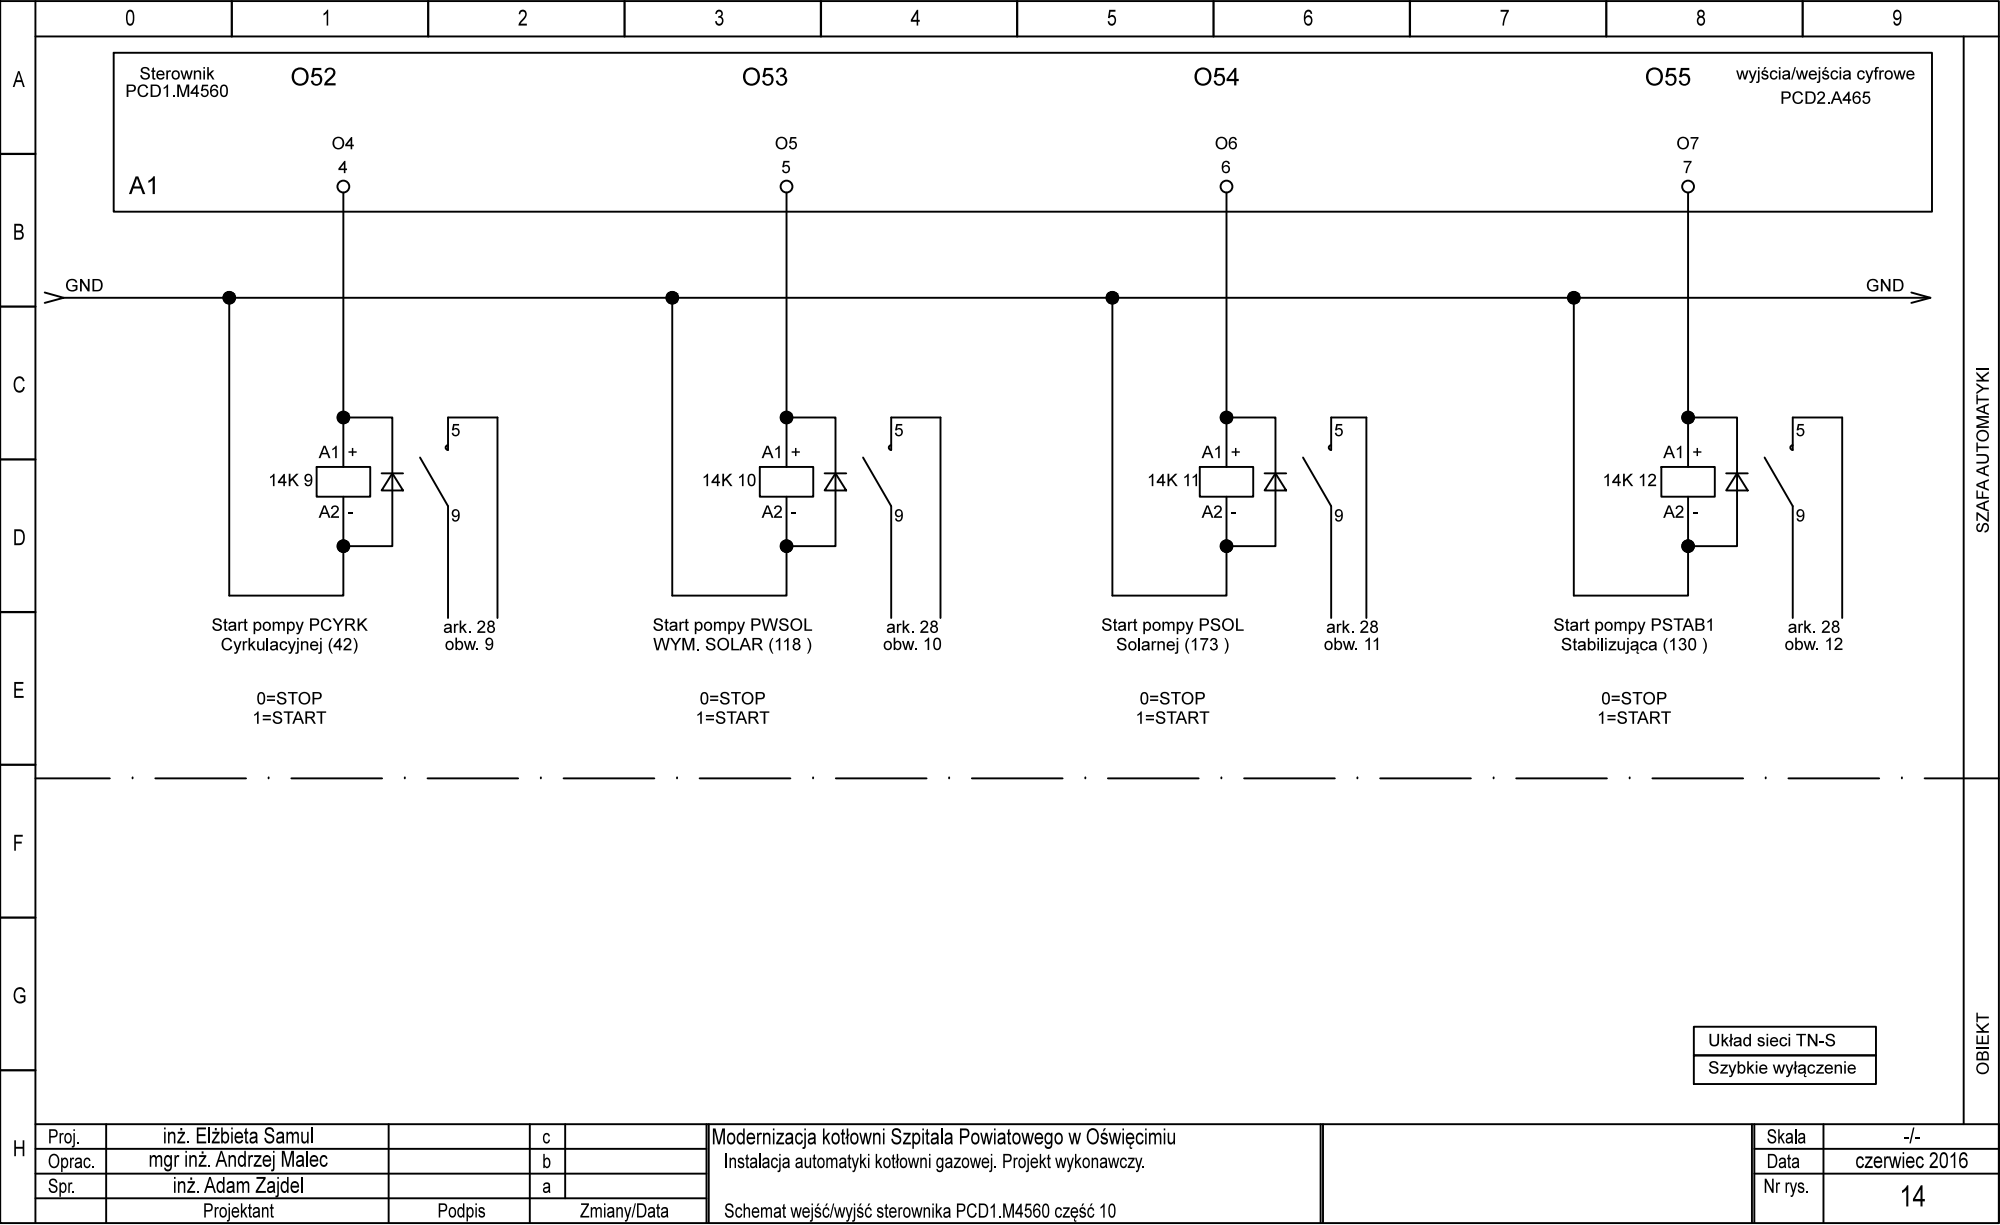 0 1 2 3 4 5 6 7 8 9
A
B
C
D
E
F
G
H
Sterownik
PCD1.M4560
A1
O52
O53
O54
O55
wyjścia/wejścia cyfrowe
PCD2.A465
O4
4
O5
5
O6
6
O7
7
GND
GND
A1 +
14K 9
A2 -
5
9
A1 +
14K 10
A2 -
5
9
A1 +
14K 11
A2 -
5
9
A1 +
14K 12
A2 -
5
9
Start pompy PCYRK
Cyrkulacyjnej (42)
ark. 28
obw. 9
0=STOP
1=START
Start pompy PWSOL
WYM. SOLAR (118 )
ark. 28
obw. 10
0=STOP
1=START
Start pompy PSOL
Solarnej (173 )
ark. 28
obw. 11
0=STOP
1=START
Start pompy PSTAB1
Stabilizująca (130 )
ark. 28
obw. 12
0=STOP
1=START
SZAFA AUTOMATYKI
OBIEKT
Układ sieci TN-S
Szybkie wyłączenie
Proj. inż. Elżbieta Samul c
Oprac. mgr inż. Andrzej Malec b
Spr. inż. Adam Zajdel a
Projektant Podpis Zmiany/Data
Modernizacja kotłowni Szpitala Powiatowego w Oświęcimiu
Instalacja automatyki kotłowni gazowej. Projekt wykonawczy.
Schemat wejść/wyjść sterownika PCD1.M4560 część 10
Skala -/-
Data czerwiec 2016
Nr rys. 14